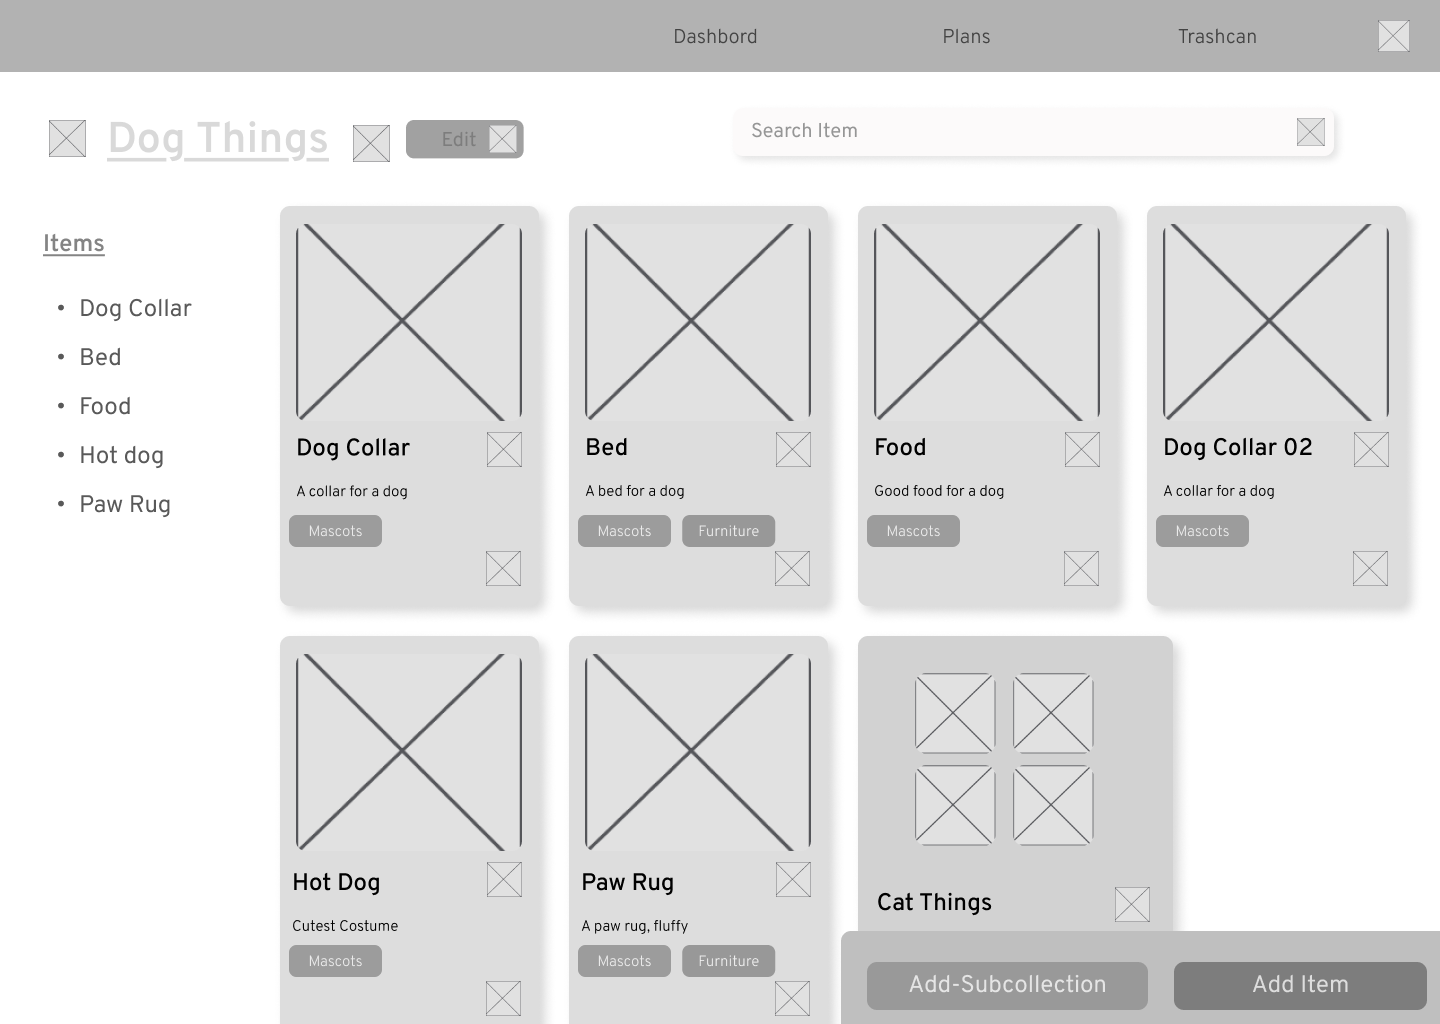 Dashbord Plans Trashcan
Dog Things Edit Search Item
Items
• Dog Collar
• Bed
• Food
• Hot dog
• Paw Rug
Dog Collar
A collar for a dog
Mascots
Bed
A bed for a dog
Mascots Furniture
Food
Good food for a dog
Mascots
Dog Collar 02
A collar for a dog
Mascots
Hot Dog
Cutest Costume
Mascots
Paw Rug
A paw rug, fluffy
Mascots Furniture
Cat Things
Add-Subcollection Add Item